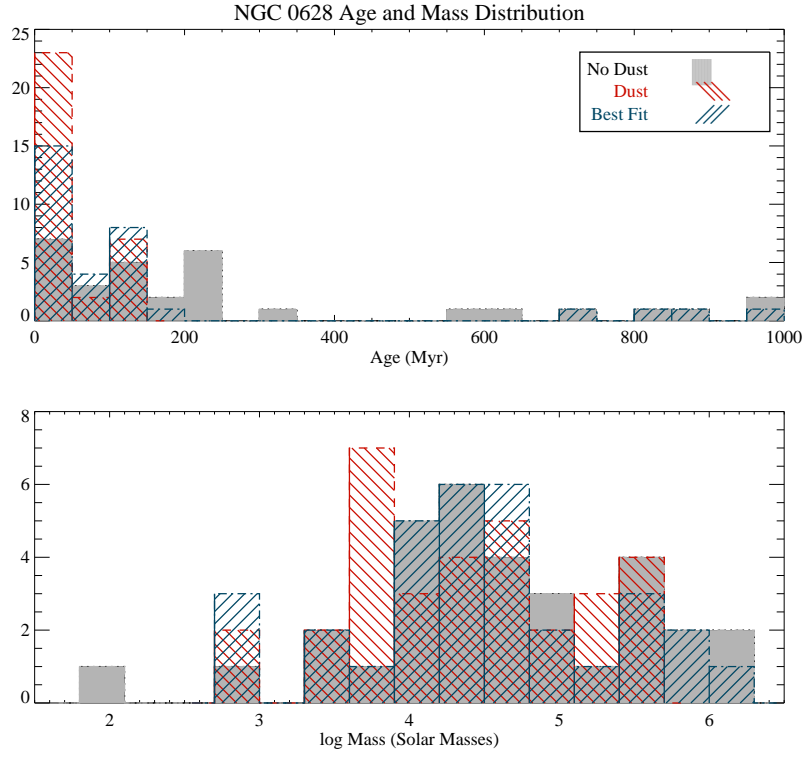 NGC 0628 Age and Mass Distribution
25
20
15
10
5
0
No Dust
Dust
Best Fit
0 200 400 600 800 1000
Age (Myr)
8
6
4
2
0
2 3 4 5 6
log Mass (Solar Masses)